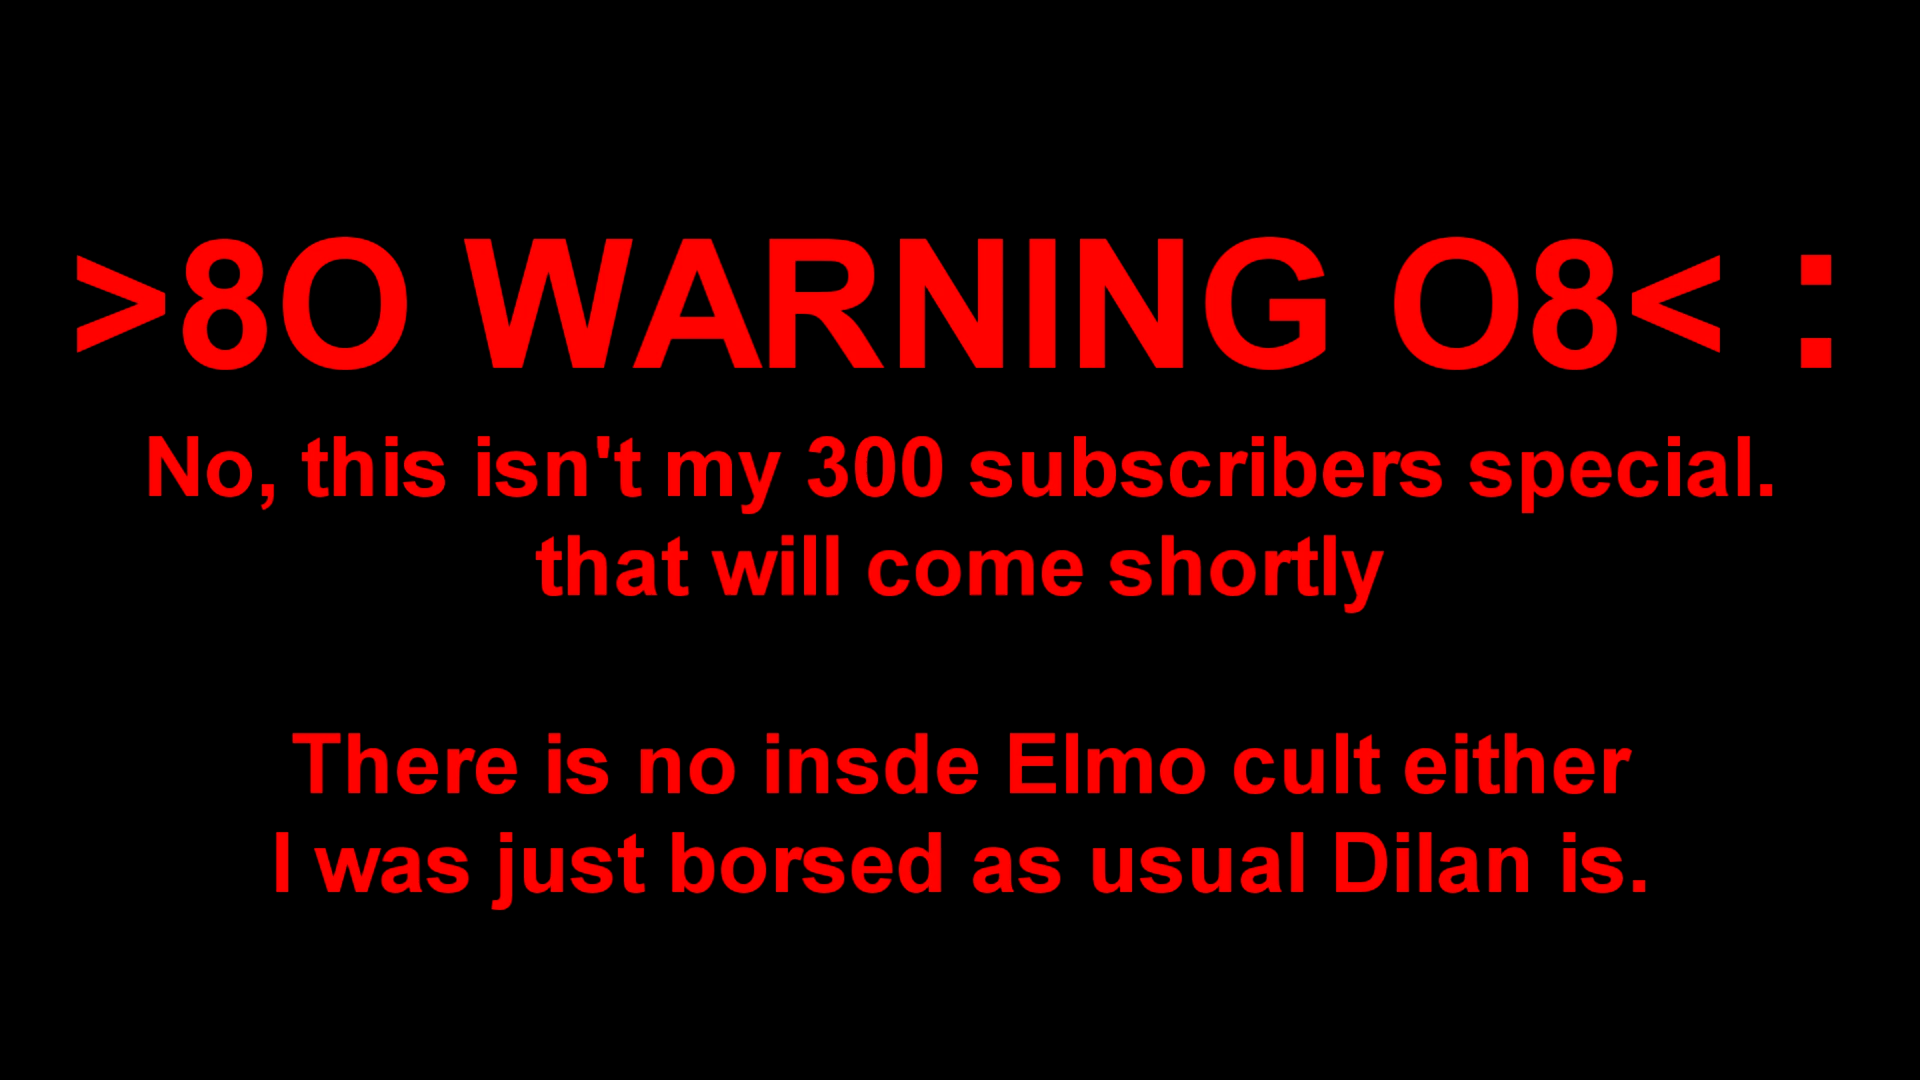 >8O WARNING O8< :
No, this isn't my 300 subscribers special.
that will come shortly
There is no insde Elmo cult either
I was just borsed as usual Dilan is.